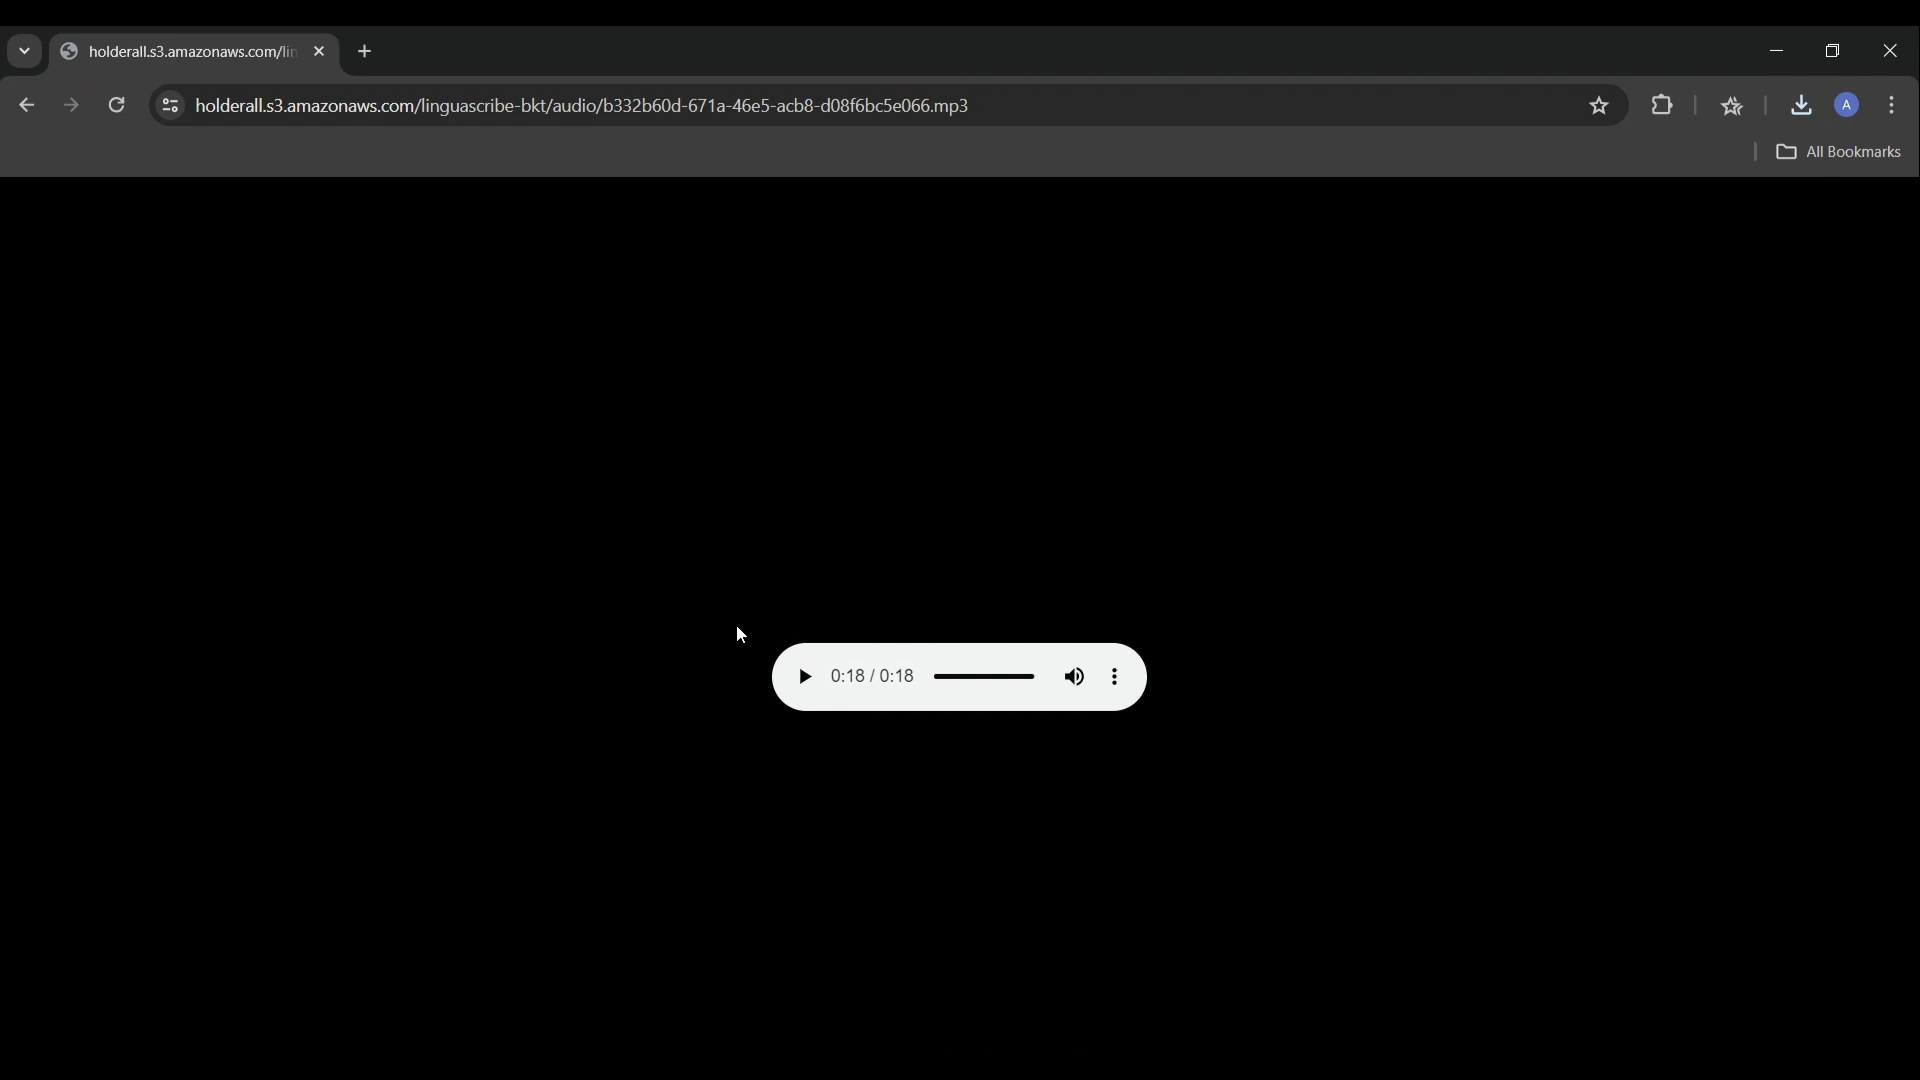 holderall.s3.amazonaws.com/lin
holderall.s3.amazonaws.com/linguascribe-bkt/audio/b332b60d-671a-46e5-acb8-d08f6bc5e066.mp3
A
All Bookmarks
0:18 / 0:18